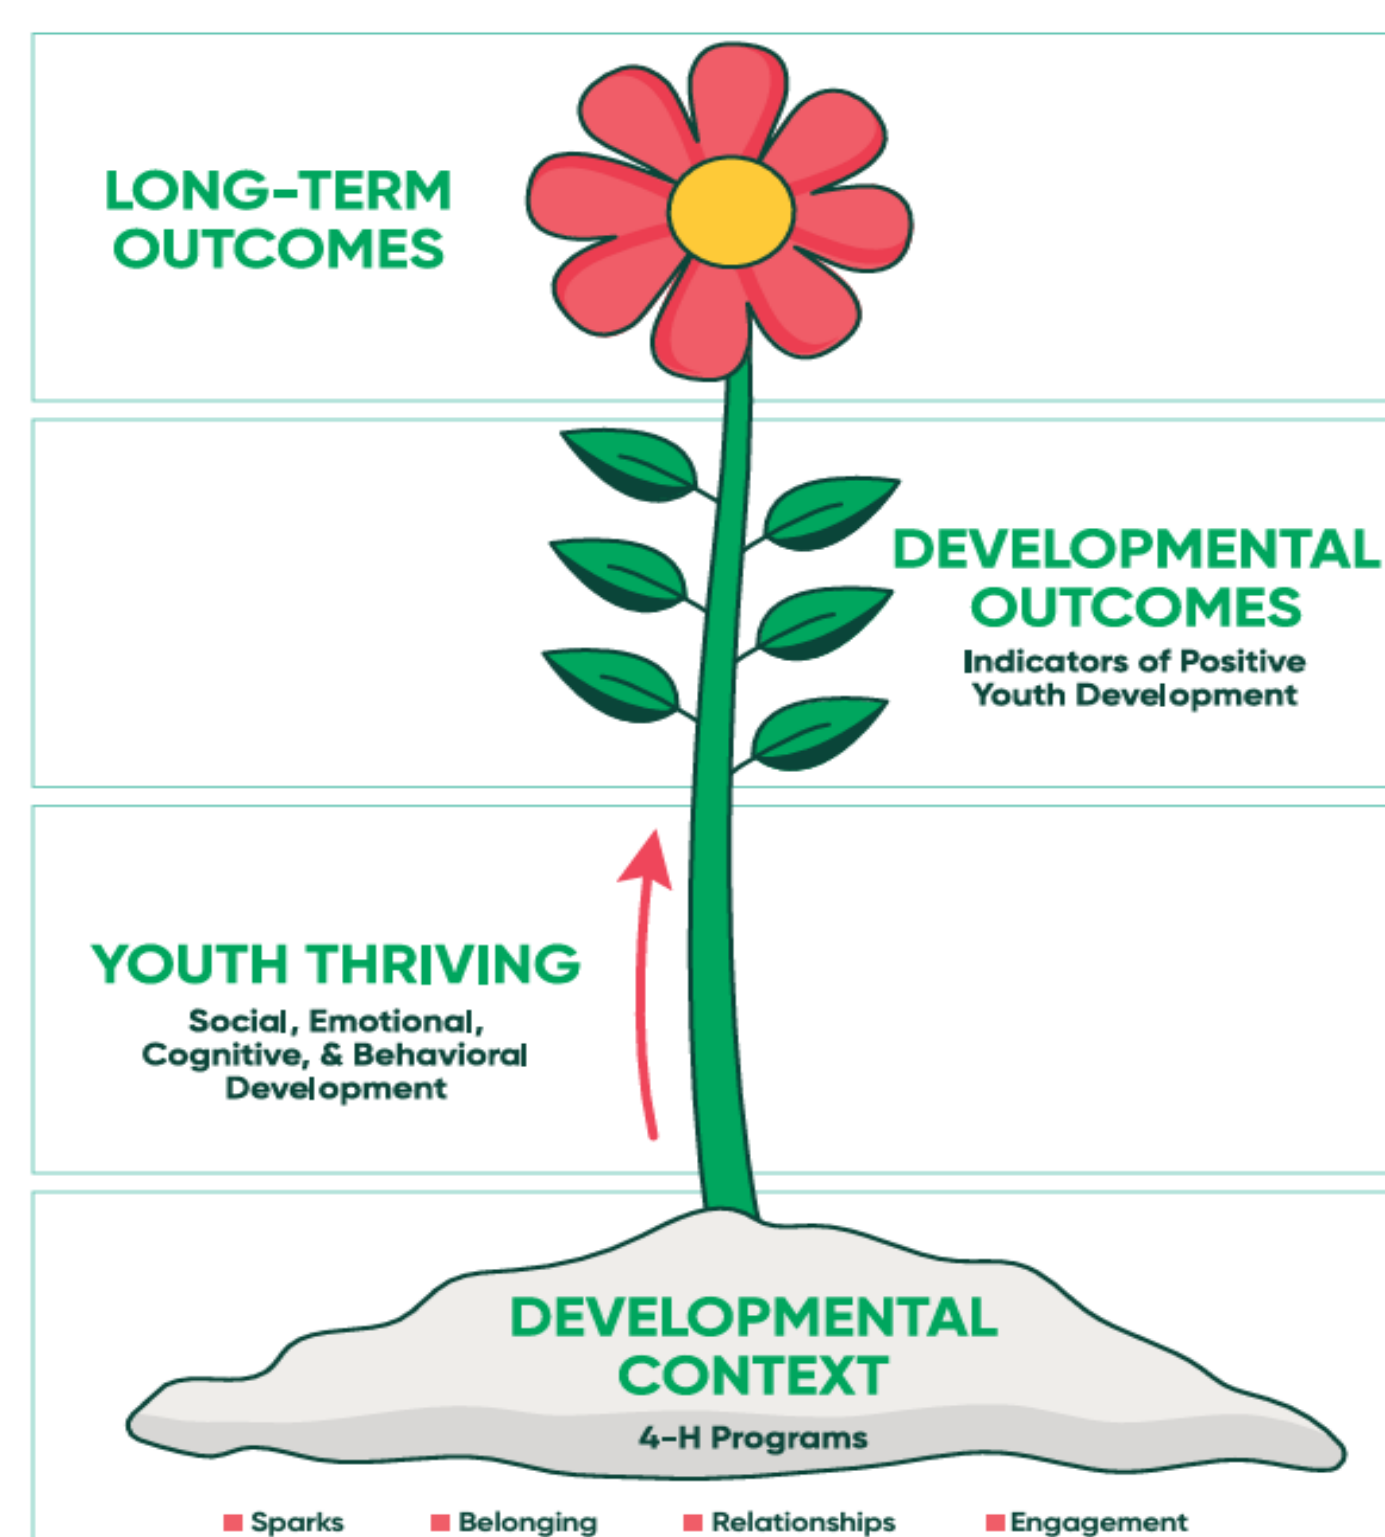 LONG-TERM
OUTCOMES
DEVELOPMENTAL
OUTCOMES
Indicators of Positive
Youth Development
YOUTH THRIVING
Social, Emotional,
Cognitive, & Behavioral
Development
DEVELOPMENTAL
CONTEXT
4-H Programs
Sparks
Belonging
Relationships
Engagement